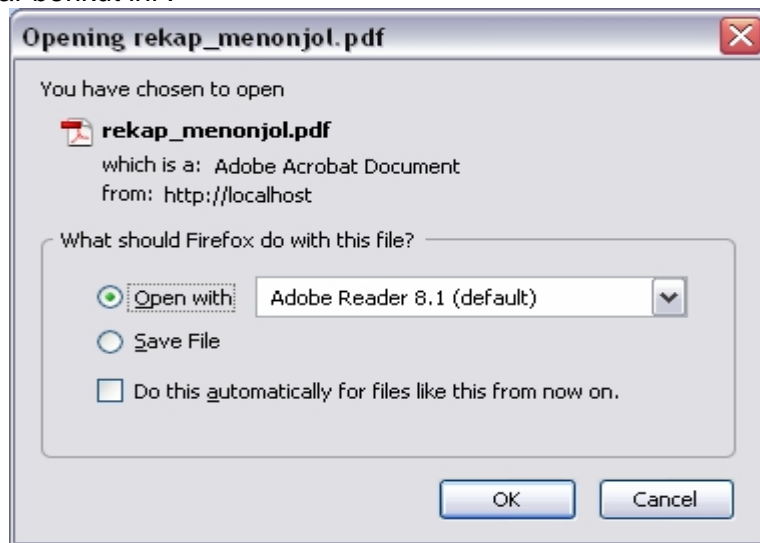 Opening rekap_menonjol.pdf
You have chosen to open
rekap_menonjol.pdf
which is a: Adobe Acrobat Document
from: http://localhost
What should Firefox do with this file?
Open with Adobe Reader 8.1 (default)
Save File
Do this automatically for files like this from now on.
OK Cancel